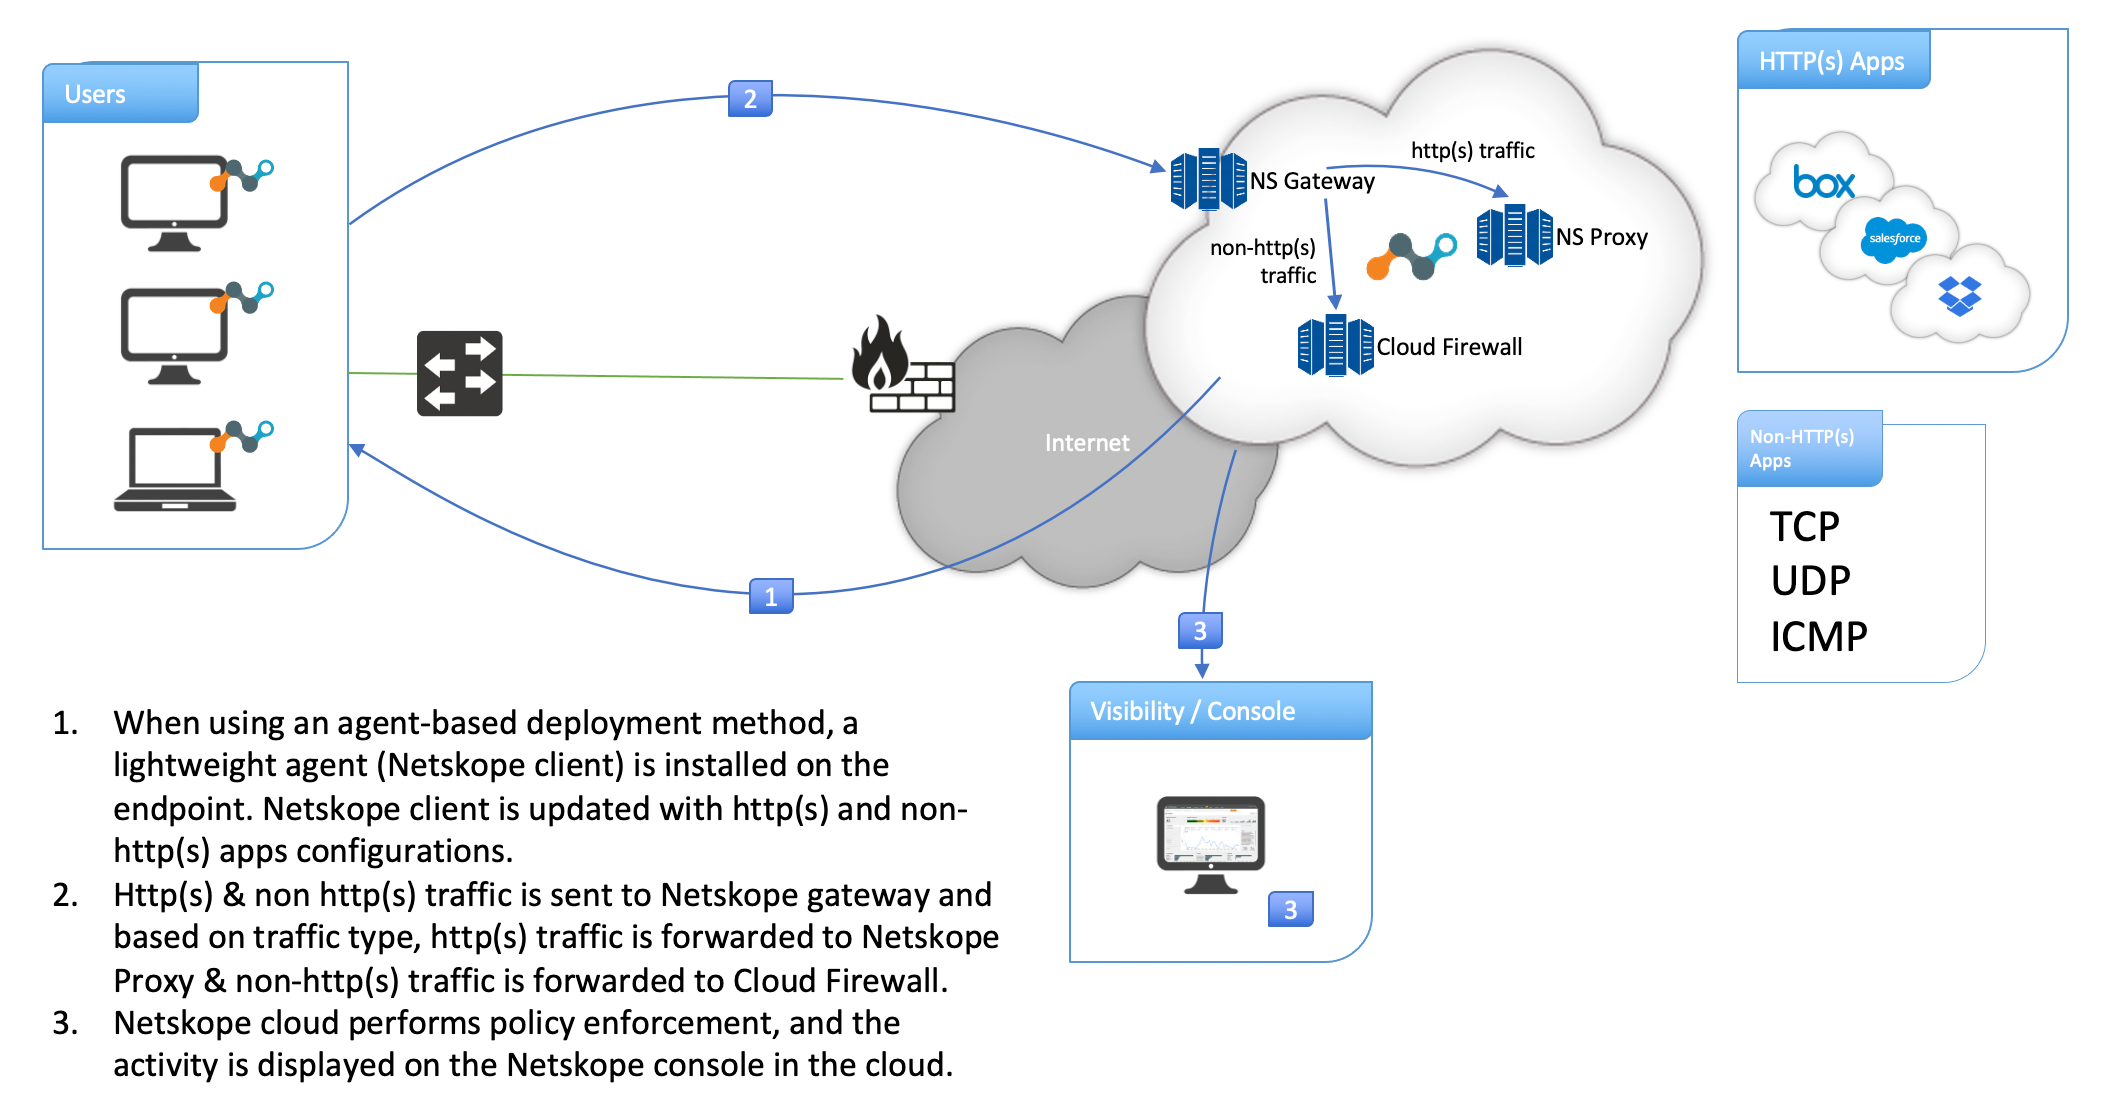 Users
2
HTTP(s) Apps
box
salesforce
http(s) traffic
NS Gateway
NS Proxy
non-http(s)
traffic
Cloud Firewall
Internet
Non-HTTP(s)
Apps
TCP
UDP
ICMP
1
3
Visibility / Console
3
1. When using an agent-based deployment method, a
lightweight agent (Netskope client) is installed on the
endpoint. Netskope client is updated with http(s) and non-
http(s) apps configurations.
2. Http(s) & non http(s) traffic is sent to Netskope gateway and
based on traffic type, http(s) traffic is forwarded to Netskope
Proxy & non-http(s) traffic is forwarded to Cloud Firewall.
3. Netskope cloud performs policy enforcement, and the
activity is displayed on the Netskope console in the cloud.